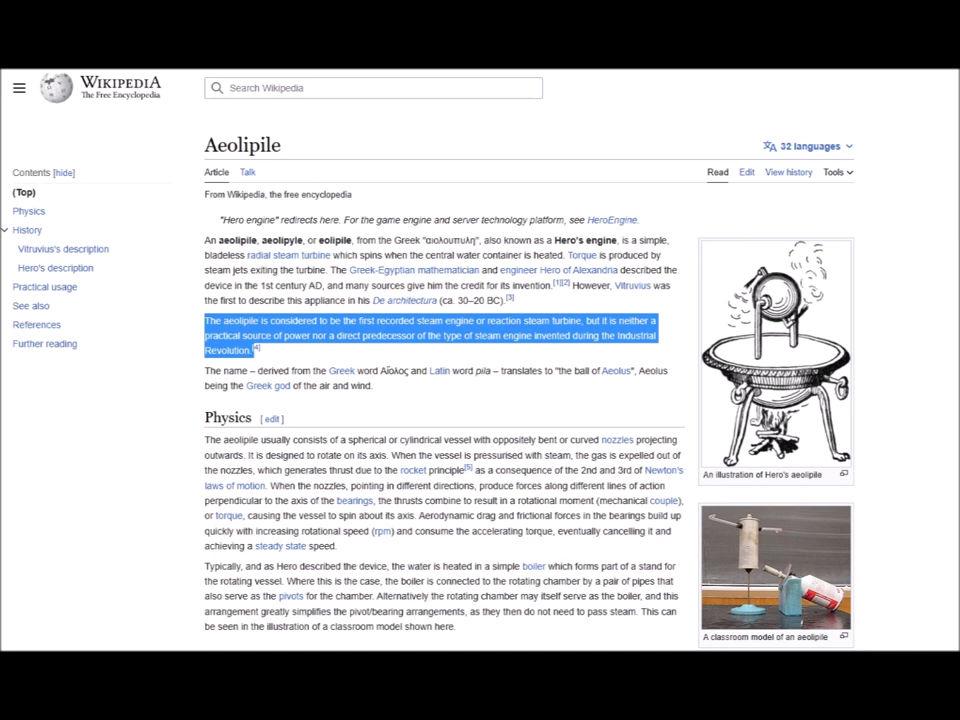 WIKIPEDIA
The Free Encyclopedia
Search Wikipedia
Aeolipile
32 languages
Contents [hide]
(Top)
Physics
History
Vitruvius's description
Hero's description
Practical usage
See also
References
Further reading
Article Talk
Read Edit View history Tools
From Wikipedia, the free encyclopedia
"Hero engine" redirects here. For the game engine and server technology platform, see HeroEngine.
An aeolipile, aeolipyle, or eolipile, from the Greek "αιολουπυλη", also known as a Hero's engine, is a simple,
bladeless radial steam turbine which spins when the central water container is heated. Torque is produced by
steam jets exiting the turbine. The Greek-Egyptian mathematician and engineer Hero of Alexandria described the
device in the 1st century AD, and many sources give him the credit for its invention.[1][2] However, Vitruvius was
the first to describe this appliance in his De architectura (ca. 30–20 BC).[3]
The aeolipile is considered to be the first recorded steam engine or reaction steam turbine, but it is neither a
practical source of power nor a direct predecessor of the type of steam engine invented during the Industrial
Revolution.[4]
The name – derived from the Greek word Αἴολος and Latin word pila – translates to "the ball of Aeolus", Aeolus
being the Greek god of the air and wind.
Physics [ edit ]
The aeolipile usually consists of a spherical or cylindrical vessel with oppositely bent or curved nozzles projecting
outwards. It is designed to rotate on its axis. When the vessel is pressurised with steam, the gas is expelled out of
the nozzles, which generates thrust due to the rocket principle[5] as a consequence of the 2nd and 3rd of Newton's
laws of motion. When the nozzles, pointing in different directions, produce forces along different lines of action
perpendicular to the axis of the bearings, the thrusts combine to result in a rotational moment (mechanical couple),
or torque, causing the vessel to spin about its axis. Aerodynamic drag and frictional forces in the bearings build up
quickly with increasing rotational speed (rpm) and consume the accelerating torque, eventually cancelling it and
achieving a steady state speed.
Typically, and as Hero described the device, the water is heated in a simple boiler which forms part of a stand for
the rotating vessel. Where this is the case, the boiler is connected to the rotating chamber by a pair of pipes that
also serve as the pivots for the chamber. Alternatively the rotating chamber may itself serve as the boiler, and this
arrangement greatly simplifies the pivot/bearing arrangements, as they then do not need to pass steam. This can
be seen in the illustration of a classroom model shown here.
An illustration of Hero's aeolipile
A classroom model of an aeolipile